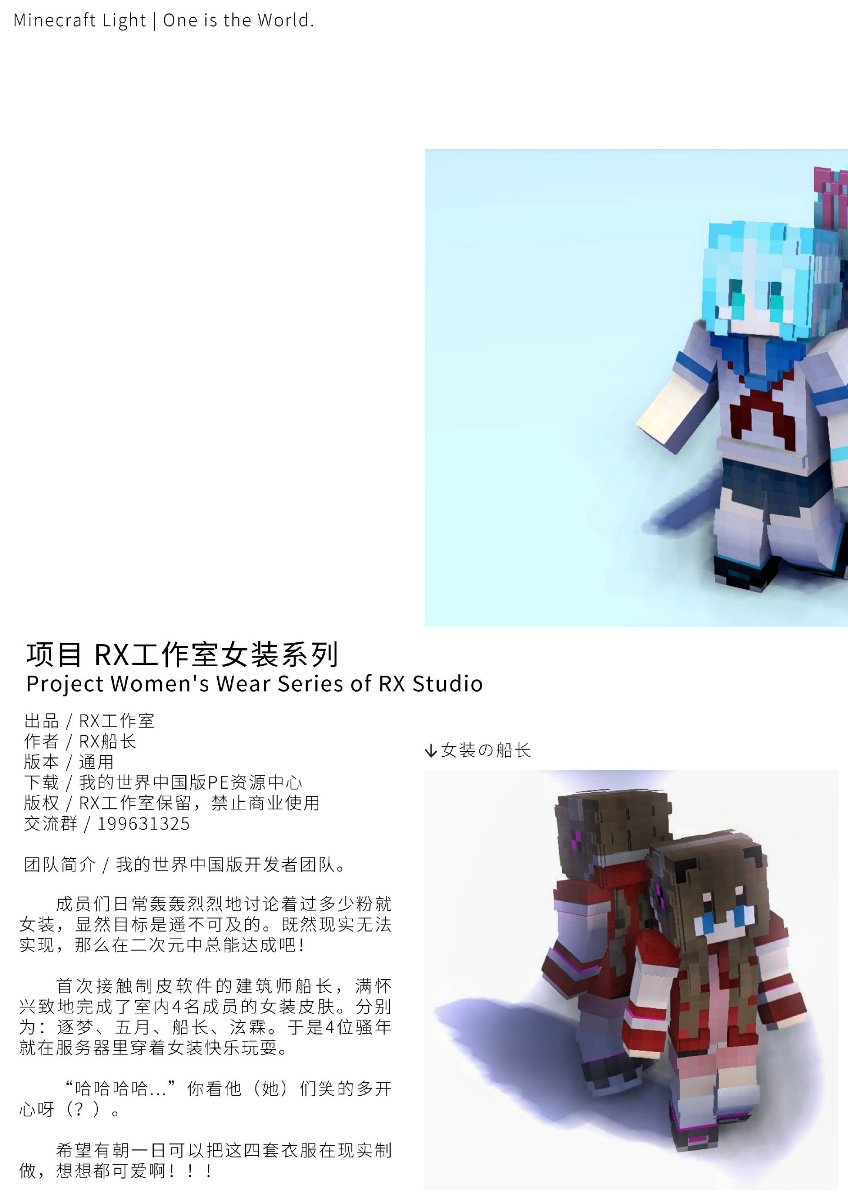 Minecraft Light | One is the World.
项目 RX工作室女装系列
Project Women's Wear Series of RX Studio
出品 / RX工作室
作者 / RX船长
版本 / 通用
下载 / 我的世界中国版PE资源中心
版权 / RX工作室保留，禁止商业使用
交流群 / 199631325
团队简介 / 我的世界中国版开发者团队。
成员们日常轰轰烈烈地讨论着过多少粉就
女装，显然目标是遥不可及的。既然现实无法
实现，那么在二次元中总能达成吧！
首次接触制皮软件的建筑师船长，满怀
兴致地完成了室内4名成员的女装皮肤。分别
为：逐梦、五月、船长、泫霖。于是4位骚年
就在服务器里穿着女装快乐玩耍。
“哈哈哈哈...”你看他（她）们笑的多开
心呀（？）。
希望有朝一日可以把这四套衣服在现实制
做，想想都可爱啊！！！
↓女装の船长